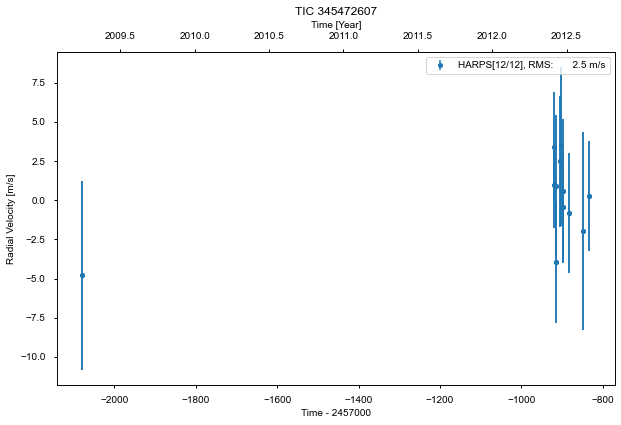 TIC 345472607
Time [Year]
2009.5 2010.0 2010.5 2011.0 2011.5 2012.0 2012.5
HARPS[12/12], RMS: 2.5 m/s
7.5
5.0
2.5
0.0
−2.5
−5.0
−7.5
−10.0
Radial Velocity [m/s]
−2000 −1800 −1600 −1400 −1200 −1000 −800
Time - 2457000